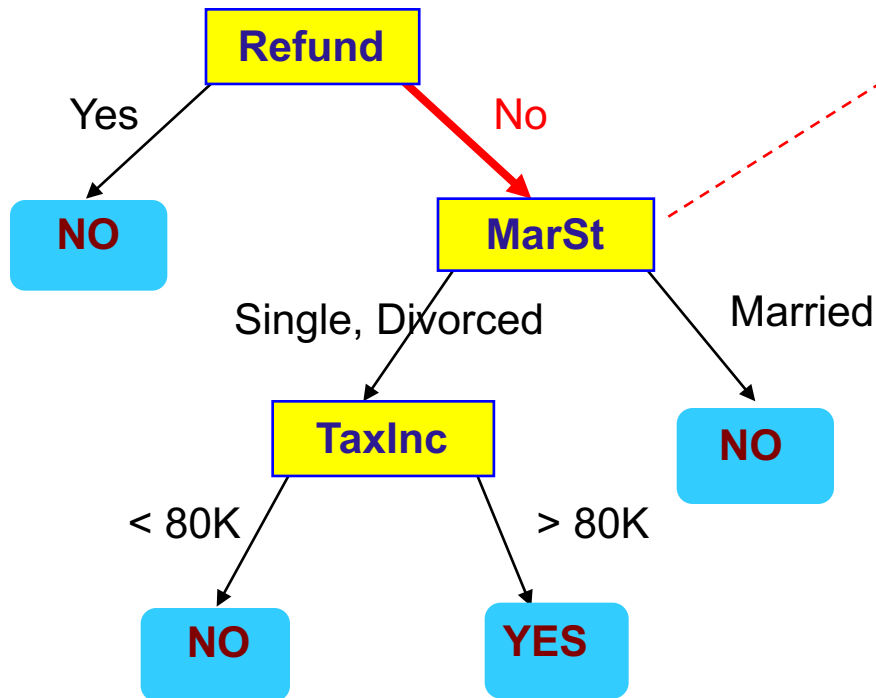 Refund
Yes
No
NO
MarSt
Single, Divorced
Married
TaxInc
NO
< 80K
> 80K
NO
YES